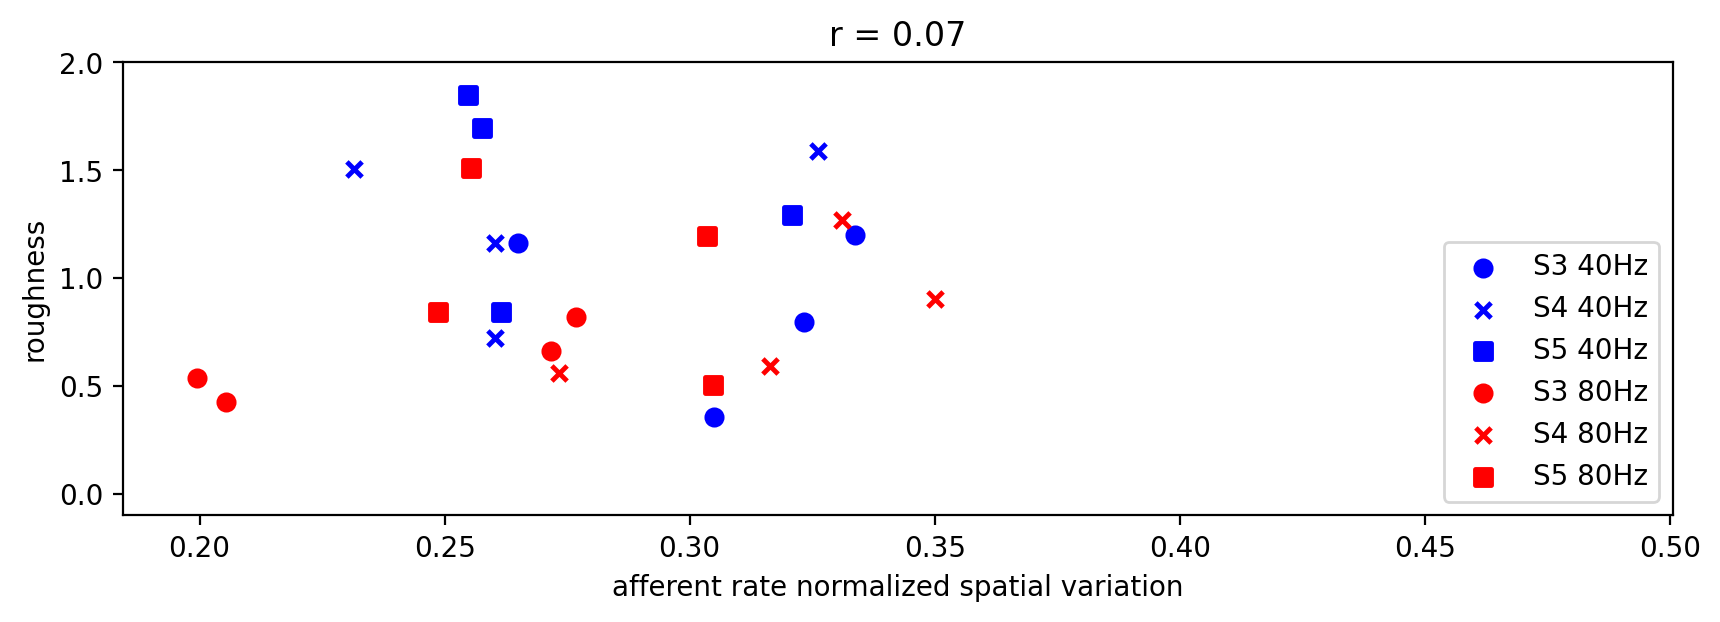 r = 0.07
2.0
1.5
1.0
0.5
0.0
roughness
S3 40Hz
S4 40Hz
S5 40Hz
S3 80Hz
S4 80Hz
S5 80Hz
0.20 0.25 0.30 0.35 0.40 0.45 0.50
afferent rate normalized spatial variation